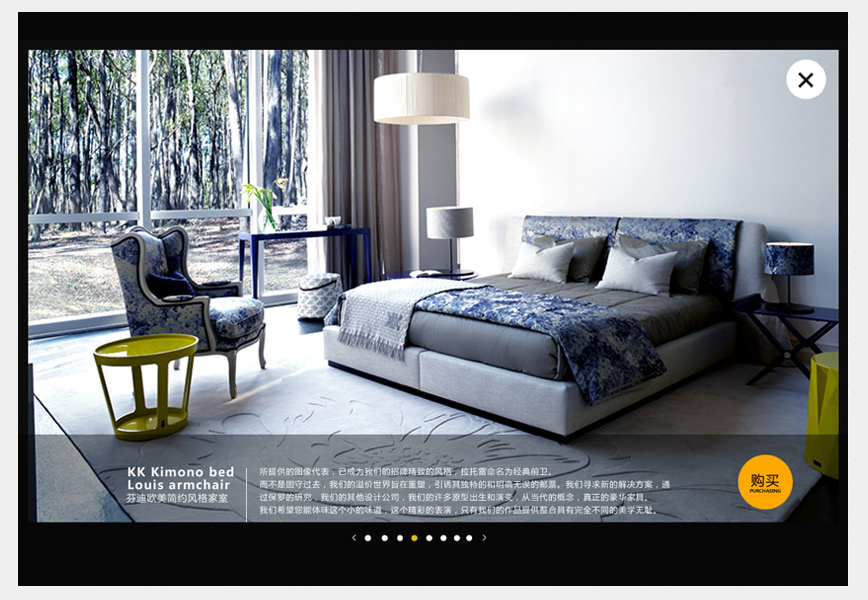 KK Kimono bed
Louis armchair
芬迪欧美简约风格家室
所提供的图像代表，已成为我们的招牌精致的风格，拉托雷命名为经典前卫。
而不是固守过去，我们的溢价世界旨在重塑，引诱其独特的和明确无误的邮票。我们寻求新的解决方案，通
过保罗的研究，我们的其他设计公司，我们的许多原型出生和演变，从当代的概念，真正的豪华家具。
我们希望您能体味这个小的味道，这个精彩的表演，只有我们的作品提供整合具有完全不同的美学无耻。
购买
PURCHASING